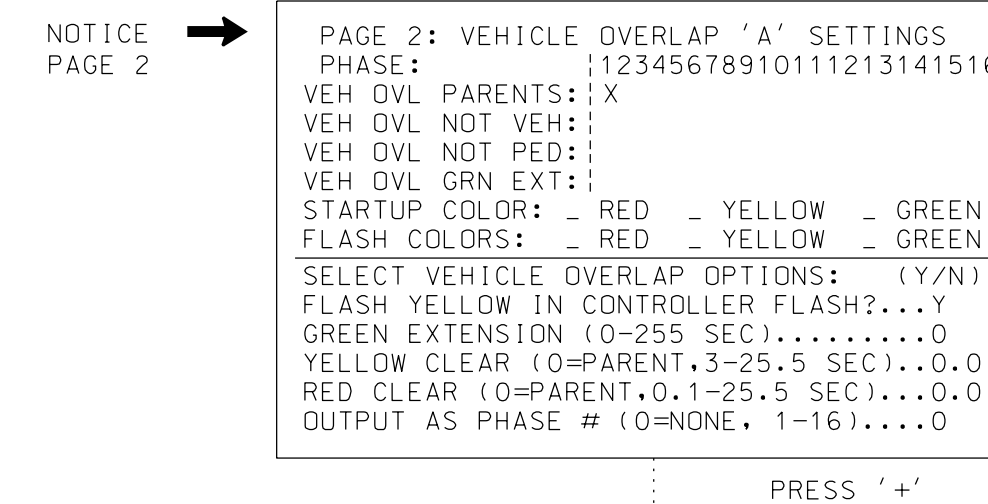 NOTICE
PAGE 2
PAGE 2: VEHICLE OVERLAP 'A' SETTINGS
PHASE: |12345678910111213141516
VEH OVL PARENTS:| X
VEH OVL NOT VEH:|
VEH OVL NOT PED:|
VEH OVL GRN EXT:|
STARTUP COLOR: _ RED _ YELLOW _ GREEN
FLASH COLORS: _ RED _ YELLOW _ GREEN
SELECT VEHICLE OVERLAP OPTIONS: (Y/N)
FLASH YELLOW IN CONTROLLER FLASH?...Y
GREEN EXTENSION (0-255 SEC).........0
YELLOW CLEAR (0=PARENT,3-25.5 SEC)..0.0
RED CLEAR (0=PARENT,0.1-25.5 SEC)...0.0
OUTPUT AS PHASE # (0=NONE, 1-16)....0
PRESS '+'